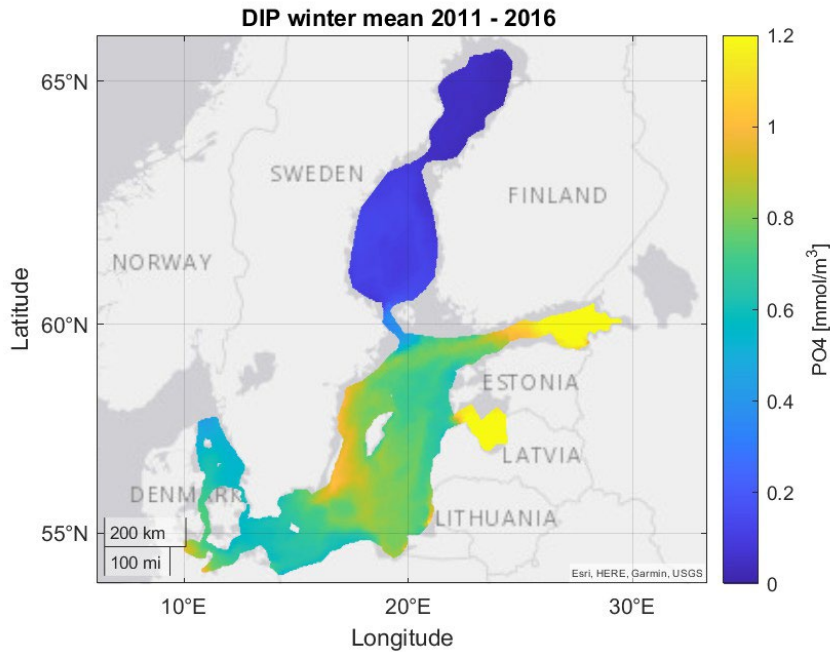 DIP winter mean 2011 - 2016
65°N
60°N
55°N
Latitude
SWEDEN
FINLAND
NORWAY
ESTONIA
LATVIA
DENMARK
LITHUANIA
200 km
100 mi
Esri, HERE, Garmin, USGS
10°E
20°E
30°E
Longitude
1.2
1
0.8
0.6
0.4
0.2
0
PO4 [mmol/m³]